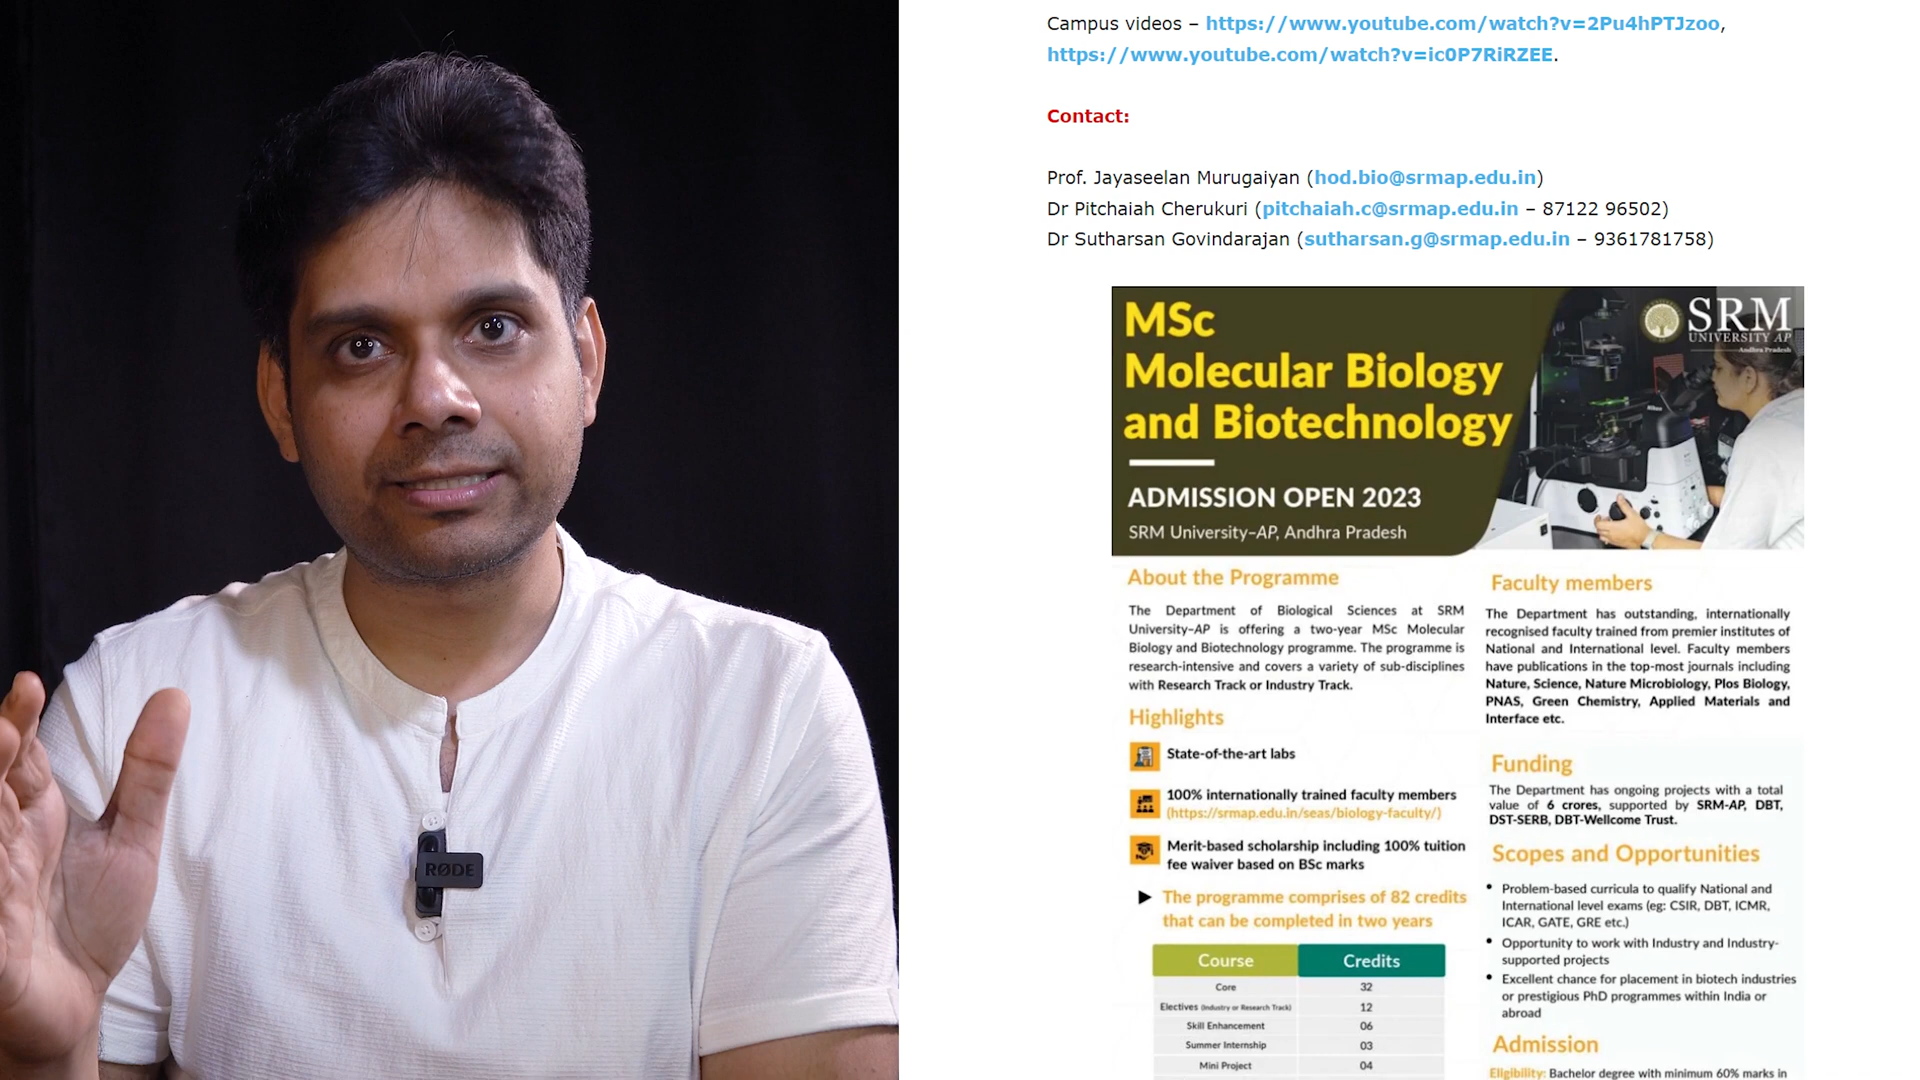 Campus videos – https://www.youtube.com/watch?v=2Pu4hPTJzoo,
https://www.youtube.com/watch?v=ic0P7RiRZEE.
Contact:
Prof. Jayaseelan Murugaiyan (hod.bio@srmap.edu.in)
Dr Pitchaiah Cherukuri (pitchaiah.c@srmap.edu.in – 87122 96502)
Dr Sutharsan Govindarajan (sutharsan.g@srmap.edu.in – 9361781758)
MSc
Molecular Biology
and Biotechnology
ADMISSION OPEN 2023
SRM University–AP, Andhra Pradesh
SRM
UNIVERSITY AP
Andhra Pradesh
About the Programme
The Department of Biological Sciences at SRM
University–AP is offering a two-year MSc Molecular
Biology and Biotechnology programme. The programme is
research-intensive and covers a variety of sub-disciplines
with Research Track or Industry Track.
Highlights
State-of-the-art labs
100% internationally trained faculty members
(https://srmap.edu.in/seas/biology-faculty/)
Merit-based scholarship including 100% tuition
fee waiver based on BSc marks
The programme comprises of 82 credits
that can be completed in two years
Course Credits
Core 32
Electives (Industry or Research Track) 12
Skill Enhancement 06
Summer Internship 03
Mini Project 04
Faculty members
The Department has outstanding, internationally
recognised faculty trained from premier institutes of
National and International level. Faculty members
have publications in the top-most journals including
Nature, Science, Nature Microbiology, Plos Biology,
PNAS, Green Chemistry, Applied Materials and
Interface etc.
Funding
The Department has ongoing projects with a total
value of 6 crores, supported by SRM-AP, DBT,
DST-SERB, DBT-Wellcome Trust.
Scopes and Opportunities
• Problem-based curricula to qualify National and
International level exams (eg: CSIR, DBT, ICMR,
ICAR, GATE, GRE etc.)
• Opportunity to work with Industry and Industry-
supported projects
• Excellent chance for placement in biotech industries
or prestigious PhD programmes within India or
abroad
Admission
Eligibility: Bachelor degree with minimum 60% marks in
RØDE